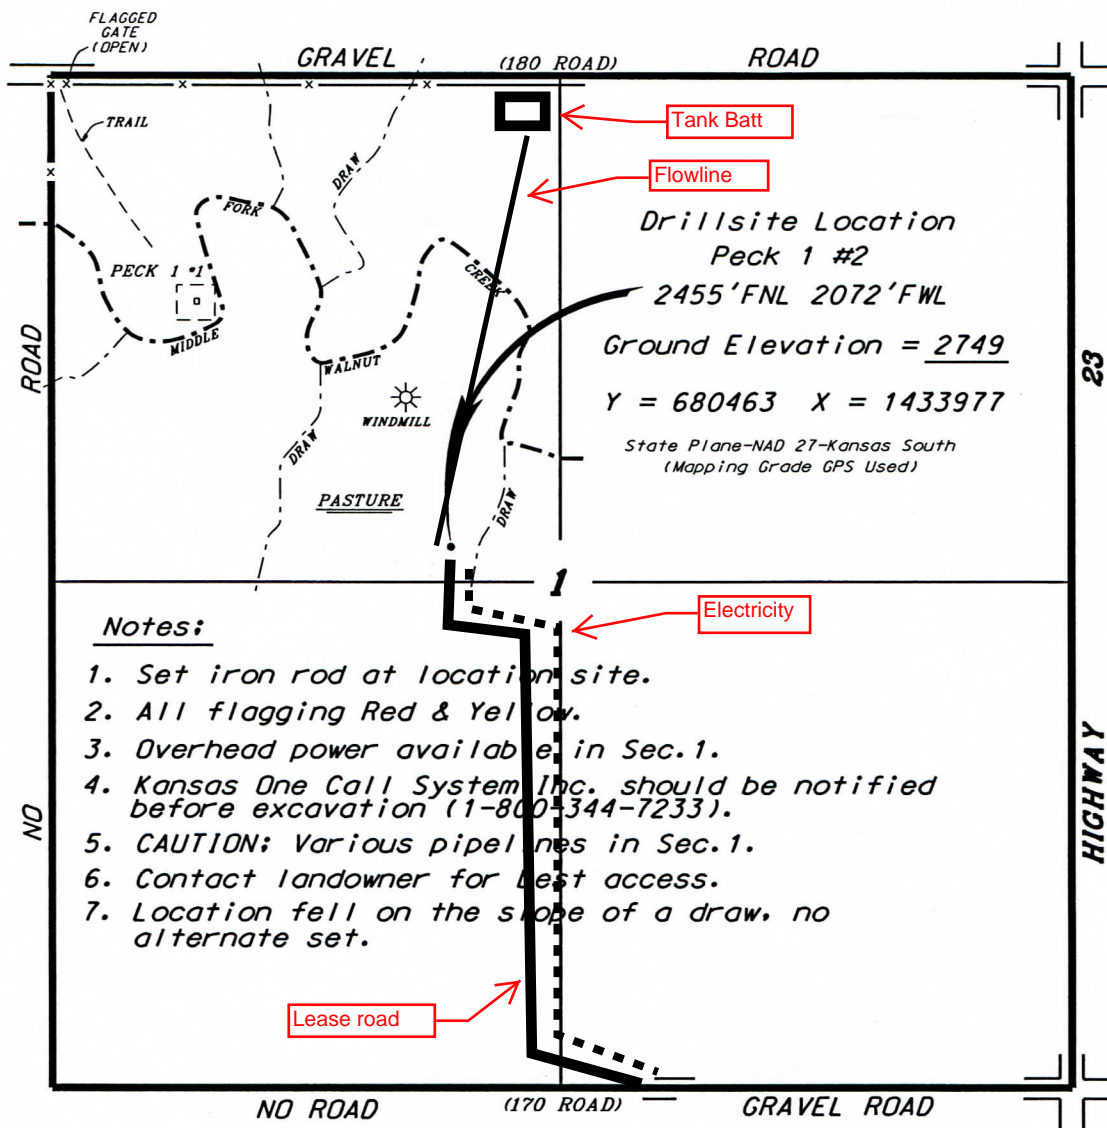 FLAGGED
GATE
(OPEN)
GRAVEL (180 ROAD) ROAD
Tank Batt
TRAIL
DRAW
Flowline
FORK
Drillsite Location
Peck 1 #2
PECK 1 #1
CREEK
2455'FNL 2072'FWL
MIDDLE
Ground Elevation = 2749
WALNUT
ROAD
23
WINDMILL
Y = 680463 X = 1433977
DRAW
State Plane-NAD 27-Kansas South
(Mapping Grade GPS Used)
PASTURE
DRAW
1
Electricity
Notes:
1. Set iron rod at location site.
2. All flagging Red & Yellow.
3. Overhead power available in Sec.1.
4. Kansas One Call System Inc. should be notified
before excavation (1-800-344-7233).
5. CAUTION: Various pipelines in Sec.1.
6. Contact landowner for best access.
7. Location fell on the slope of a draw, no
alternate set.
NO
HIGHWAY
Lease road
NO ROAD (170 ROAD) GRAVEL ROAD